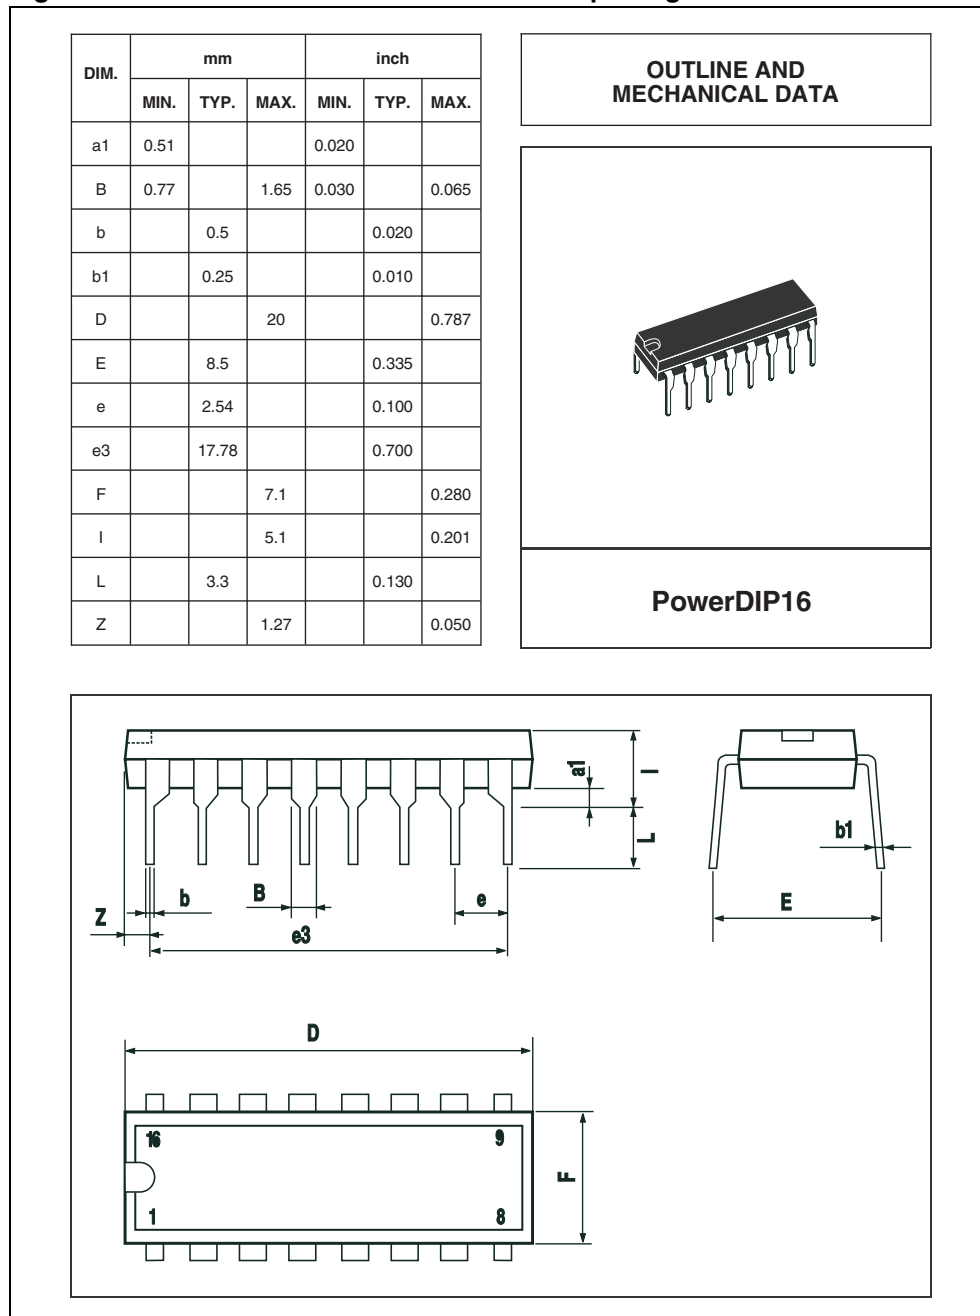 DIM. mm inch
MIN. TYP. MAX. MIN. TYP. MAX.
a1 0.51 0.020
B 0.77 1.65 0.030 0.065
b 0.5 0.020
b1 0.25 0.010
D 20 0.787
E 8.5 0.335
e 2.54 0.100
e3 17.78 0.700
F 7.1 0.280
I 5.1 0.201
L 3.3 0.130
Z 1.27 0.050
OUTLINE AND
MECHANICAL DATA
PowerDIP16
a1
I
L
b1
Z
b
B
e
E
e3
D
16
9
F
1
8